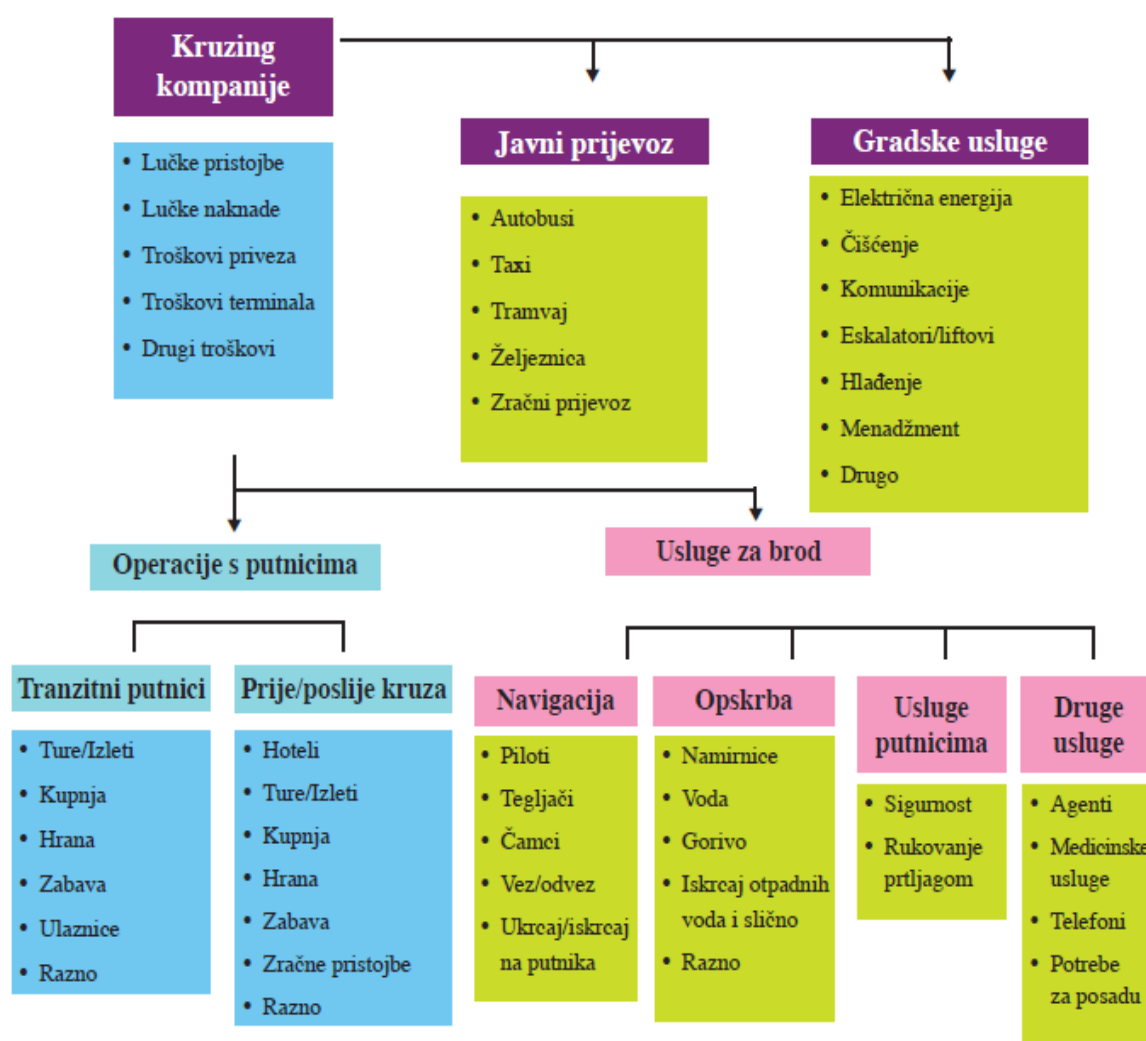 Kruzing
kompanije
• Lučke pristojbe
• Lučke naknade
• Troškovi priveza
• Troškovi terminala
• Drugi troškovi
Javni prijevoz
• Autobusi
• Taxi
• Tramvaj
• Željeznica
• Zračni prijevoz
Gradske usluge
• Električna energija
• Čišćenje
• Komunikacije
• Eskalatori/liftovi
• Hlađenje
• Menadžment
• Drugo
Operacije s putnicima
Usluge za brod
Tranzitni putnici
• Ture/Izleti
• Kupnja
• Hrana
• Zabava
• Ulaznice
• Razno
Prije/poslije kruza
• Hoteli
• Ture/Izleti
• Kupnja
• Hrana
• Zabava
• Zračne pristojbe
• Razno
Navigacija
• Piloti
• Tegljači
• Čamci
• Vez/odvez
• Ukrcaj/iskrcaj
na putnika
Opskrba
• Namirnice
• Voda
• Gorivo
• Iskrcaj otpadnih
voda i slično
• Razno
Usluge
putnicima
• Sigurnost
• Rukovanje
prtljagom
Druge
usluge
• Agenti
• Medicinske
usluge
• Telefoni
• Potrebe
za posadu